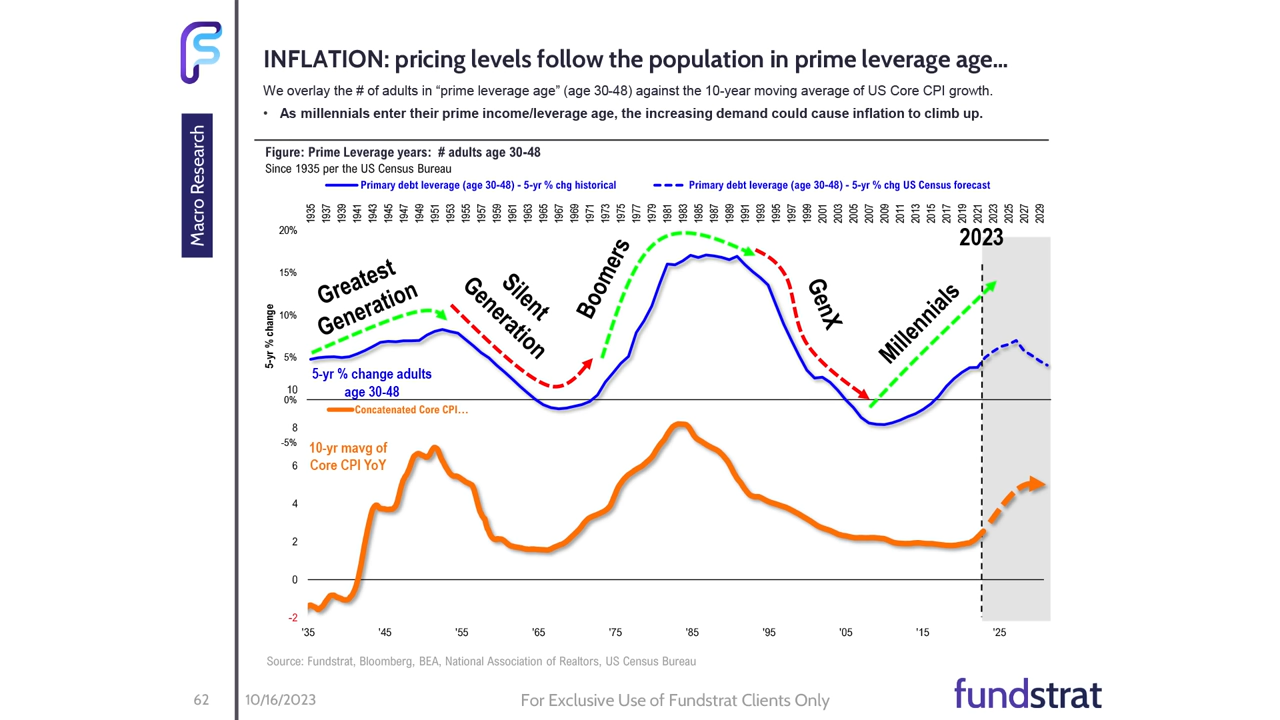 INFLATION: pricing levels follow the population in prime leverage age…
We overlay the # of adults in “prime leverage age” (age 30-48) against the 10-year moving average of US Core CPI growth.
• As millennials enter their prime income/leverage age, the increasing demand could cause inflation to climb up.
Macro Research
Figure: Prime Leverage years: # adults age 30-48
Since 1935 per the US Census Bureau
Primary debt leverage (age 30-48) - 5-yr % chg historical
Primary debt leverage (age 30-48) - 5-yr % chg US Census forecast
1935 1937 1939 1941 1943 1945 1947 1949 1951 1953 1955 1957 1959 1961 1963 1965 1967 1969 1971 1973 1975 1977 1979 1981 1983 1985 1987 1989 1991 1993 1995 1997 1999 2001 2003 2005 2007 2009 2011 2013 2015 2017 2019 2021 2023 2025 2027 2029
2023
5-yr % change
20%
15%
10%
5%
0%
-5%
Greatest
Generation
Silent
Generation
Boomers
GenX
Millennials
5-yr % change adults
age 30-48
Concatenated Core CPI…
10-yr mavg of
Core CPI YoY
10
8
6
4
2
0
-2
'35 '45 '55 '65 '75 '85 '95 '05 '15 '25
Source: Fundstrat, Bloomberg, BEA, National Association of Realtors, US Census Bureau
62
10/16/2023
For Exclusive Use of Fundstrat Clients Only
fundstrat